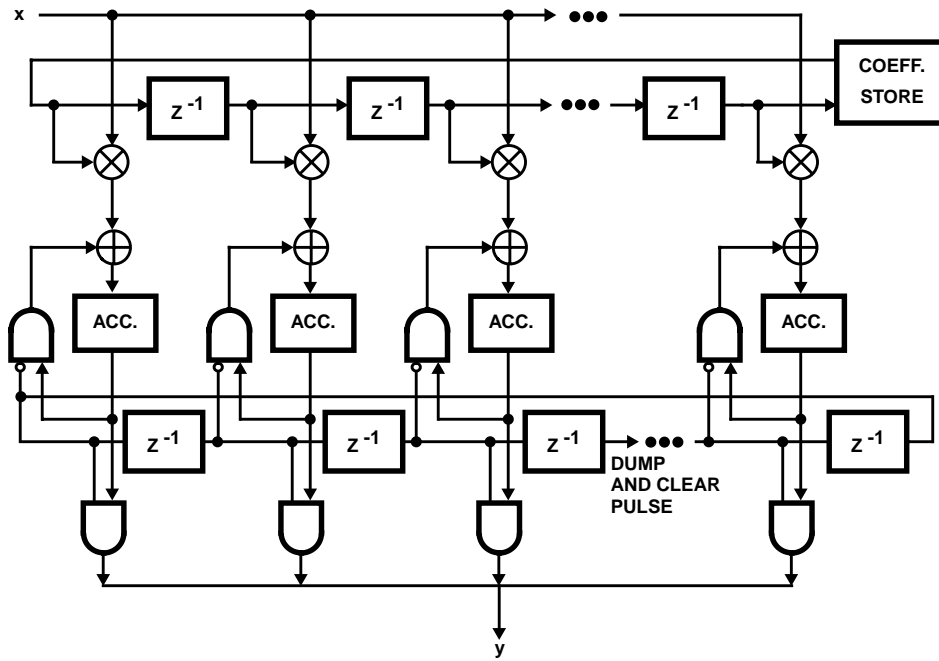 x
COEFF.
STORE
Z⁻¹
Z⁻¹
Z⁻¹
ACC.
ACC.
ACC.
ACC.
Z⁻¹
Z⁻¹
Z⁻¹
Z⁻¹
DUMP
AND CLEAR
PULSE
y